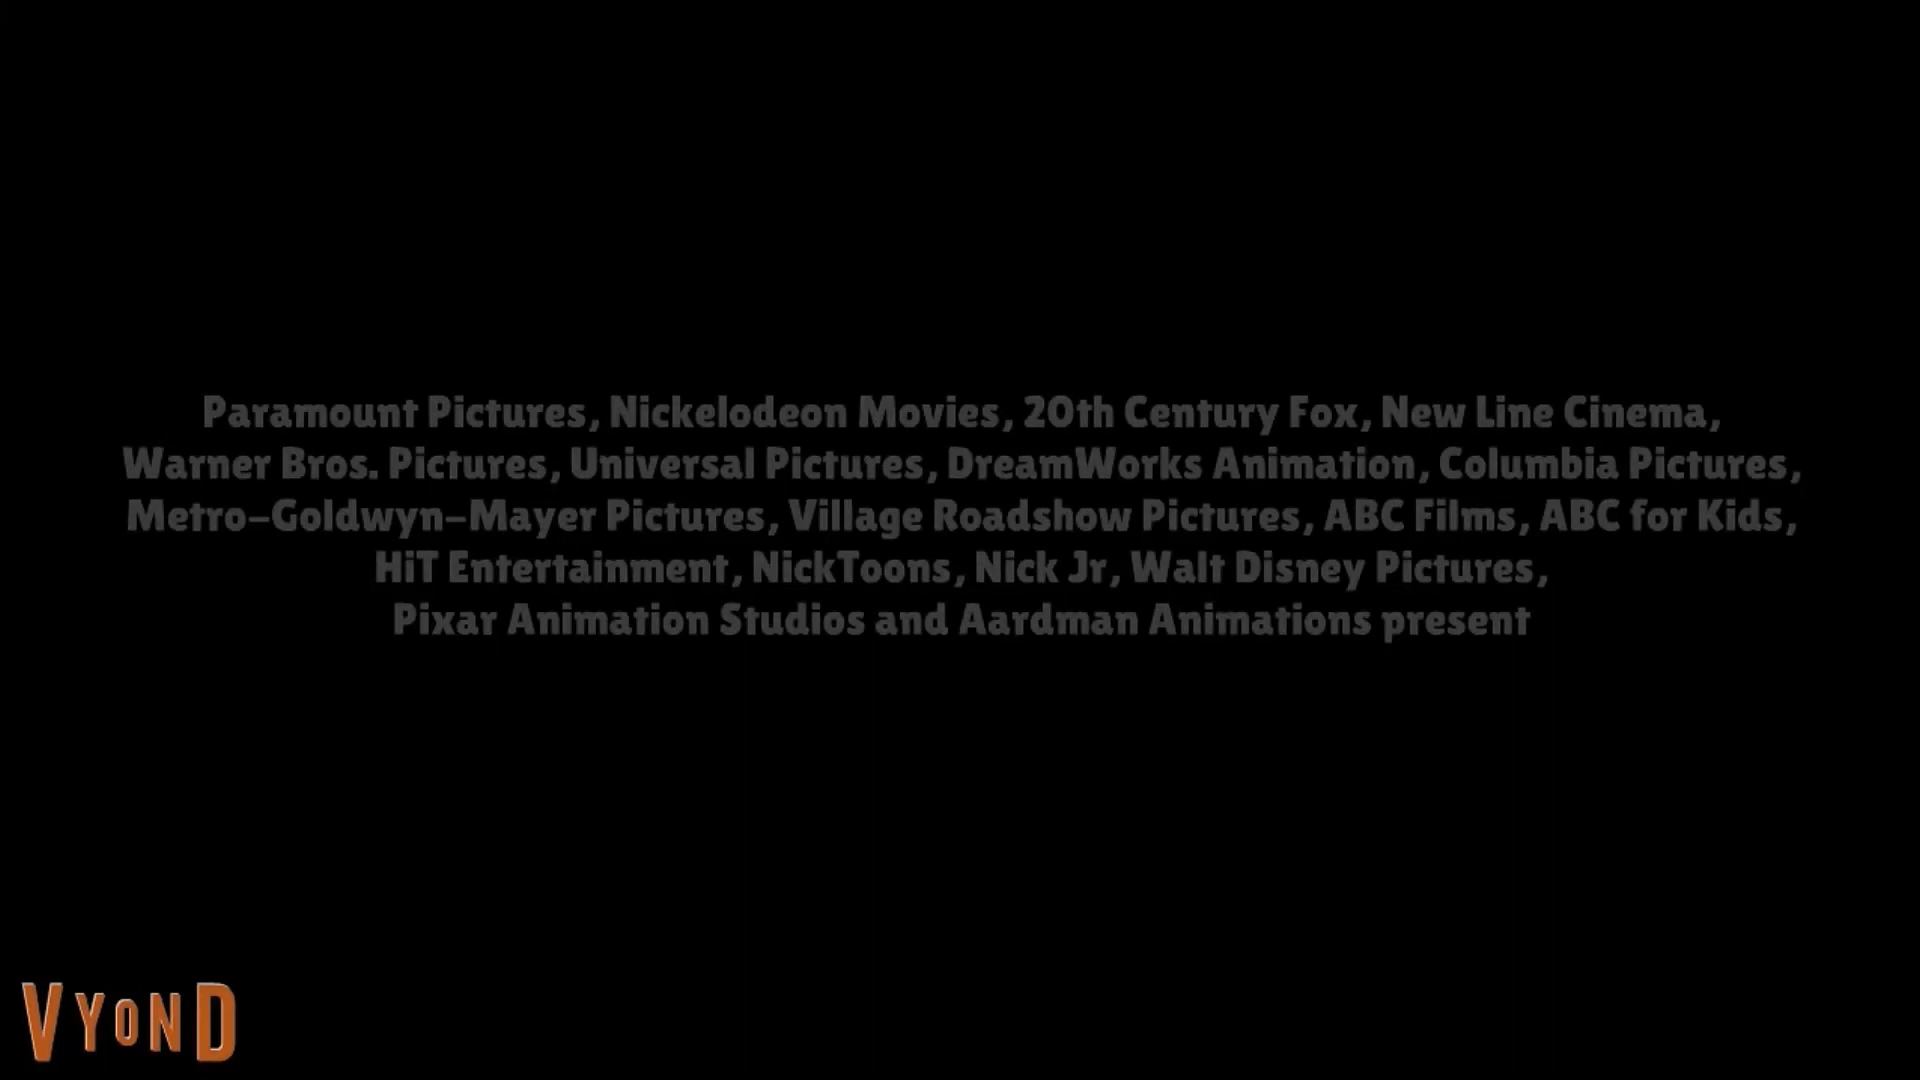 Paramount Pictures, Nickelodeon Movies, 20th Century Fox, New Line Cinema,
Warner Bros. Pictures, Universal Pictures, DreamWorks Animation, Columbia Pictures,
Metro-Goldwyn-Mayer Pictures, Village Roadshow Pictures, ABC Films, ABC for Kids,
HiT Entertainment, NickToons, Nick Jr, Walt Disney Pictures,
Pixar Animation Studios and Aardman Animations present
VYOND